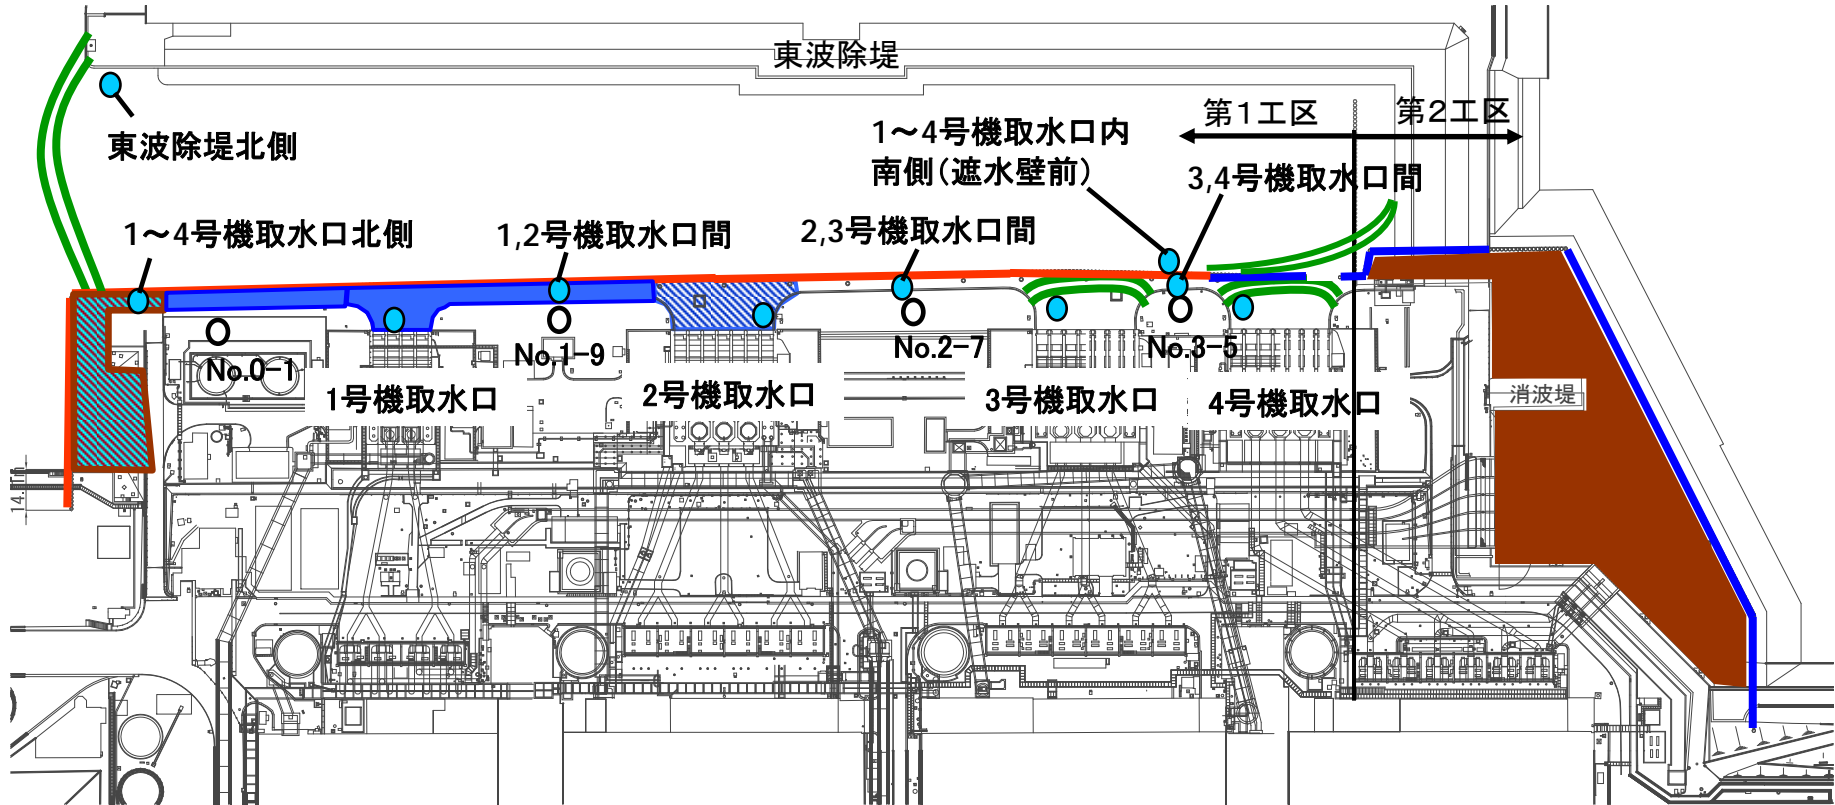 東波除堤
第1工区
第2工区
東波除堤北側
1～4号機取水口内
南側（遮水壁前）
3,4号機取水口間
1～4号機取水口北側
1,2号機取水口間
2,3号機取水口間
No.0-1
No.1-9
No.2-7
No.3-5
1号機取水口
2号機取水口
3号機取水口
4号機取水口
消波堤